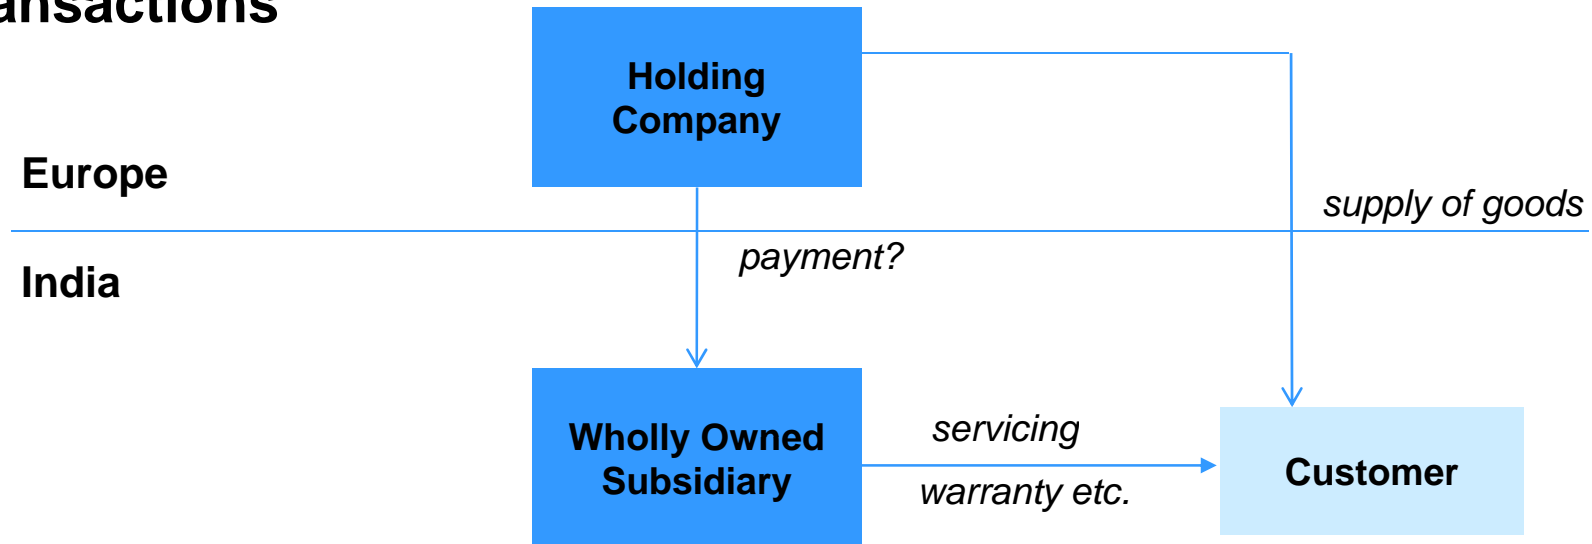 Holding
Company
Europe
supply of goods
payment?
India
servicing
Wholly Owned
Subsidiary
Customer
warranty etc.